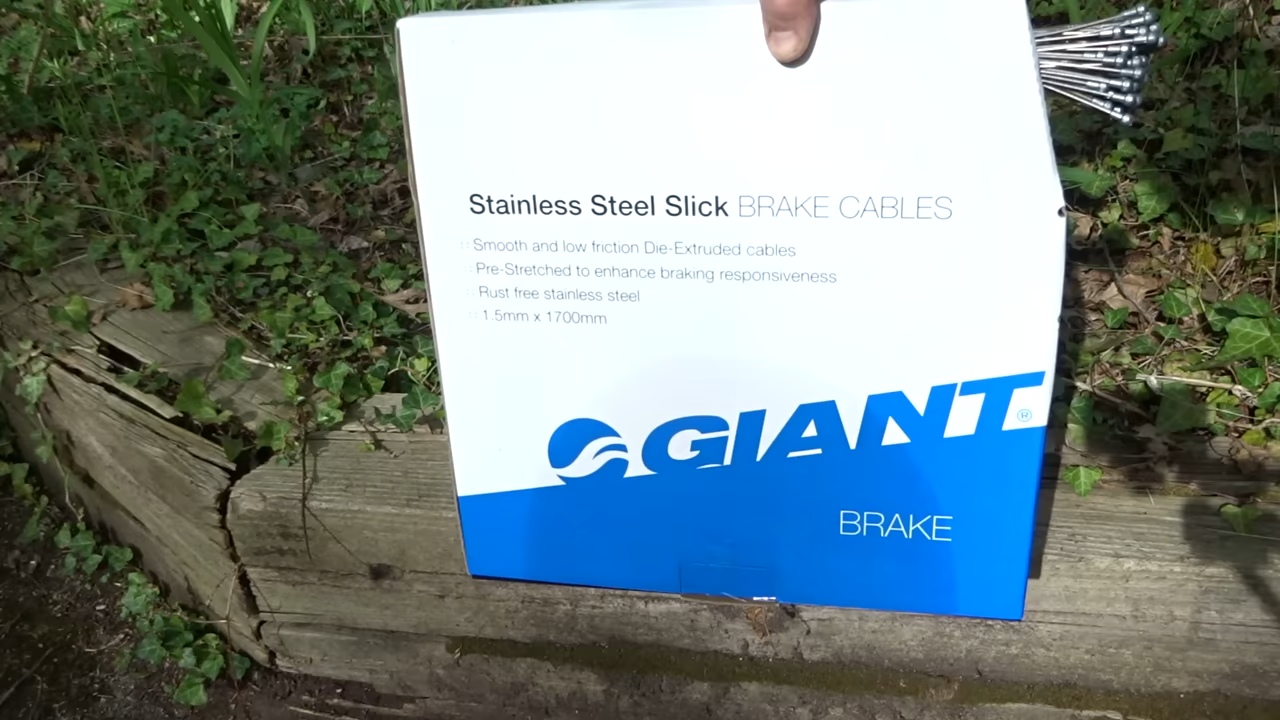 Stainless Steel Slick BRAKE CABLES
Smooth and low friction Die-Extruded cables
Pre-Stretched to enhance braking responsiveness
Rust free stainless steel
1.5mm x 1700mm
GIANT®
BRAKE